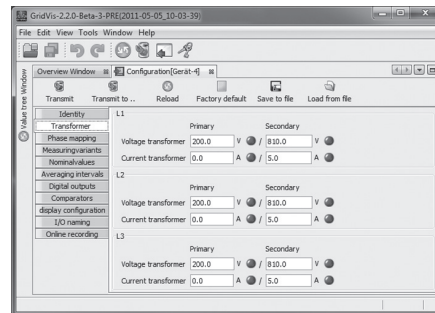 GridVis-2.2.0-Beta-3-PRE(2011-05-05_10-03-39)
File Edit View Tools Window Help
Value tree Window
Overview Window Configuration[Gerät-4]
Transmit Transmit to .. Reload Factory default Save to file Load from file
Identity
Transformer
Phase mapping
Measuringvariants
Nominalvalues
Averaging intervals
Digital outputs
Comparators
display configuration
I/O naming
Online recording
L1
Primary Secondary
Voltage transformer 200.0 V / 810.0 V
Current transformer 0.0 A / 5.0 A
L2
Primary Secondary
Voltage transformer 200.0 V / 810.0 V
Current transformer 0.0 A / 5.0 A
L3
Primary Secondary
Voltage transformer 200.0 V / 810.0 V
Current transformer 0.0 A / 5.0 A